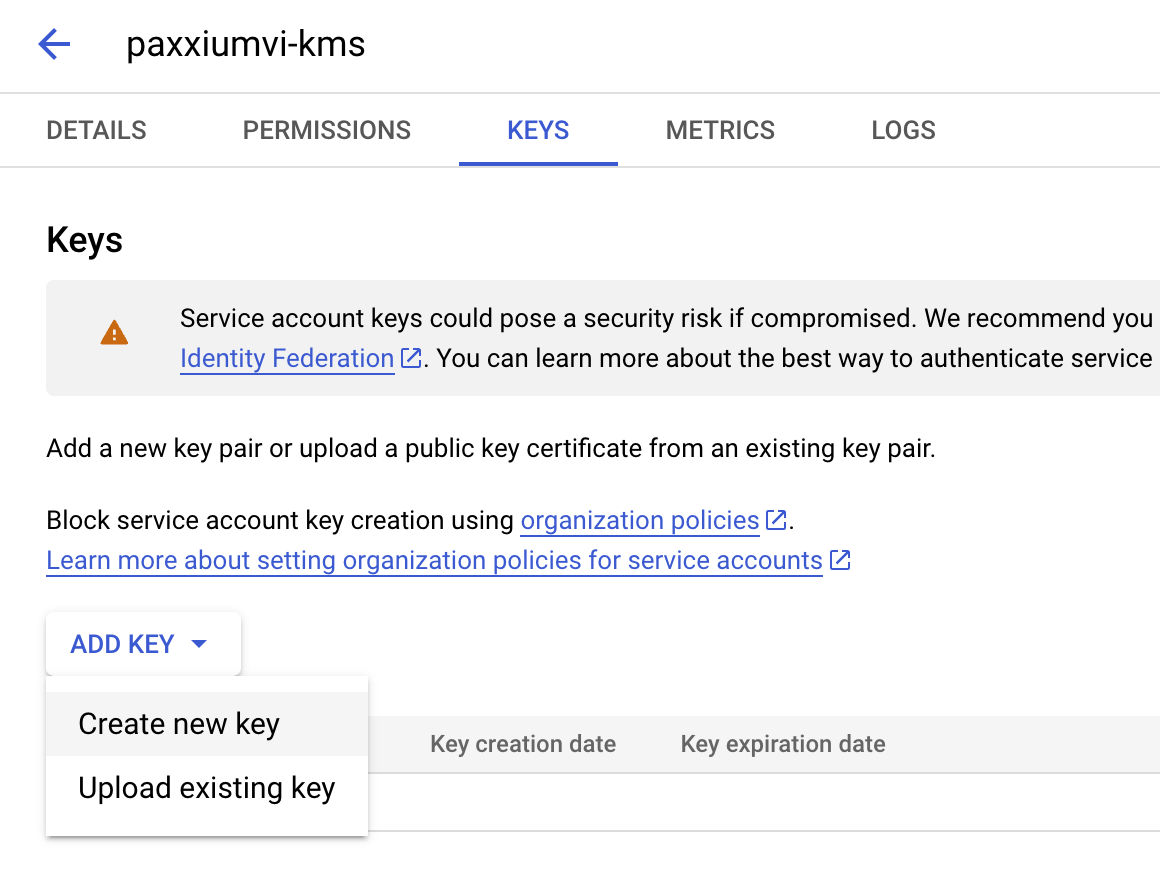 paxxiumvi-kms
DETAILS PERMISSIONS KEYS METRICS LOGS
Keys
Service account keys could pose a security risk if compromised. We recommend you
Identity Federation. You can learn more about the best way to authenticate service
Add a new key pair or upload a public key certificate from an existing key pair.
Block service account key creation using organization policies.
Learn more about setting organization policies for service accounts
ADD KEY
Create new key
Key creation date Key expiration date
Upload existing key